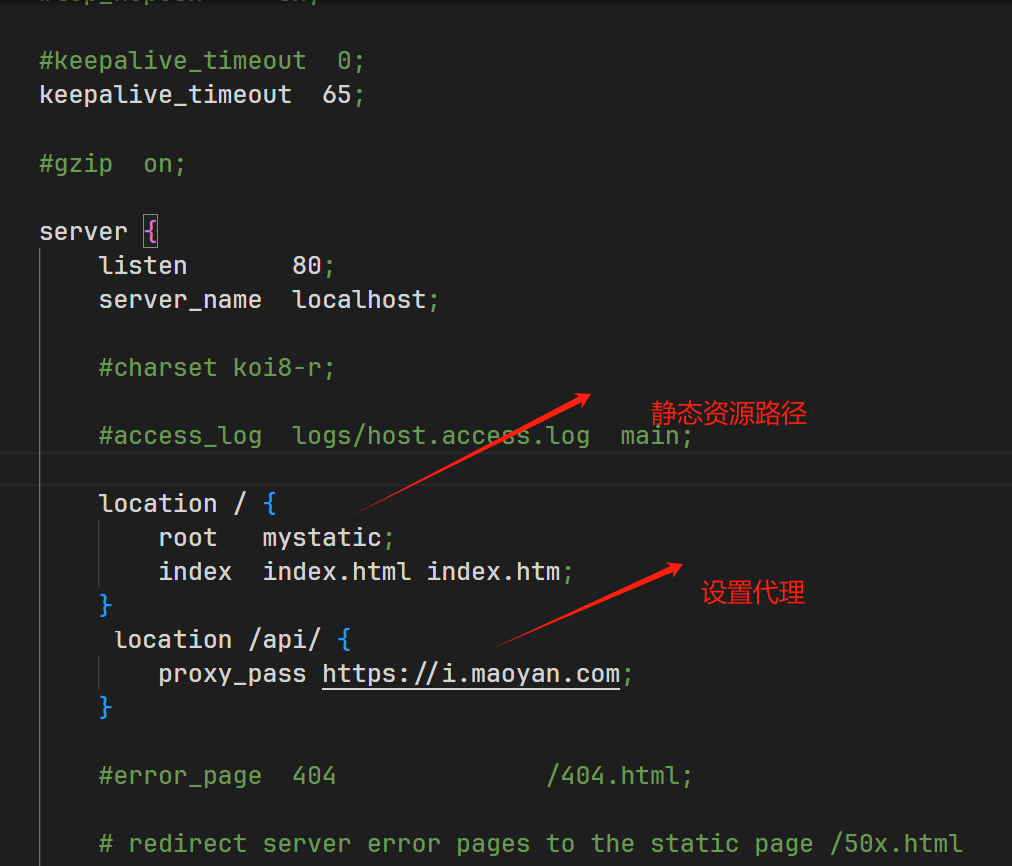 #keepalive_timeout  0;
keepalive_timeout  65;
#gzip  on;
server {
listen       80;
server_name  localhost;
#charset koi8-r;
静态资源路径
#access_log  logs/host.access.log  main;
location / {
root   mystatic;
index  index.html index.htm;
设置代理
}
location /api/ {
proxy_pass https://i.maoyan.com;
}
#error_page  404              /404.html;
# redirect server error pages to the static page /50x.html